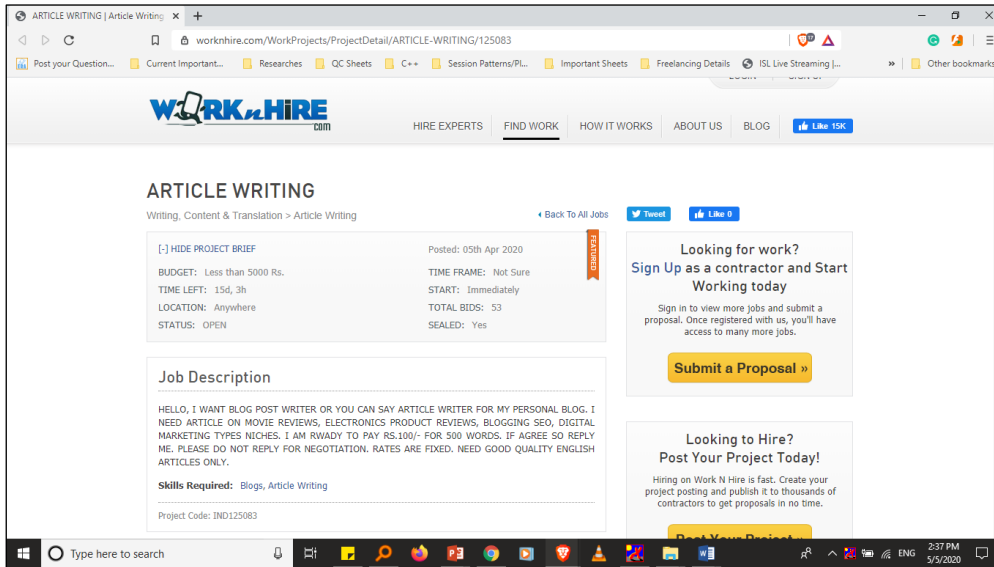 ARTICLE WRITING | Article Writing
worknhire.com/WorkProjects/ProjectDetail/ARTICLE-WRITING/125083
Post your Question... Current Important... Researches QC Sheets C++ Session Patterns/Pl... Important Sheets Freelancing Details ISL Live Streaming |... » Other bookmarks
LOGIN SIGN UP
WORKnHIRE
com
HIRE EXPERTS FIND WORK HOW IT WORKS ABOUT US BLOG Like 15K
ARTICLE WRITING
Writing, Content & Translation > Article Writing Back To All Jobs Tweet Like 0
[-] HIDE PROJECT BRIEF Posted: 05th Apr 2020
FEATURED
BUDGET: Less than 5000 Rs. TIME FRAME: Not Sure
TIME LEFT: 15d, 3h START: Immediately
LOCATION: Anywhere TOTAL BIDS: 53
STATUS: OPEN SEALED: Yes
Looking for work?
Sign Up as a contractor and Start
Working today
Sign in to view more jobs and submit a
proposal. Once registered with us, you'll have
access to many more jobs.
Submit a Proposal »
Job Description
HELLO, I WANT BLOG POST WRITER OR YOU CAN SAY ARTICLE WRITER FOR MY PERSONAL BLOG. I
NEED ARTICLE ON MOVIE REVIEWS, ELECTRONICS PRODUCT REVIEWS, BLOGGING SEO, DIGITAL
MARKETING TYPES NICHES. I AM RWADY TO PAY RS.100/- FOR 500 WORDS. IF AGREE SO REPLY
ME. PLEASE DO NOT REPLY FOR NEGOTIATION. RATES ARE FIXED. NEED GOOD QUALITY ENGLISH
ARTICLES ONLY.
Skills Required: Blogs, Article Writing
Project Code: IND125083
Looking to Hire?
Post Your Project Today!
Hiring on Work N Hire is fast. Create your
project posting and publish it to thousands of
contractors to get proposals in no time.
Post Your Project »
Type here to search
ENG
2:37 PM
5/5/2020